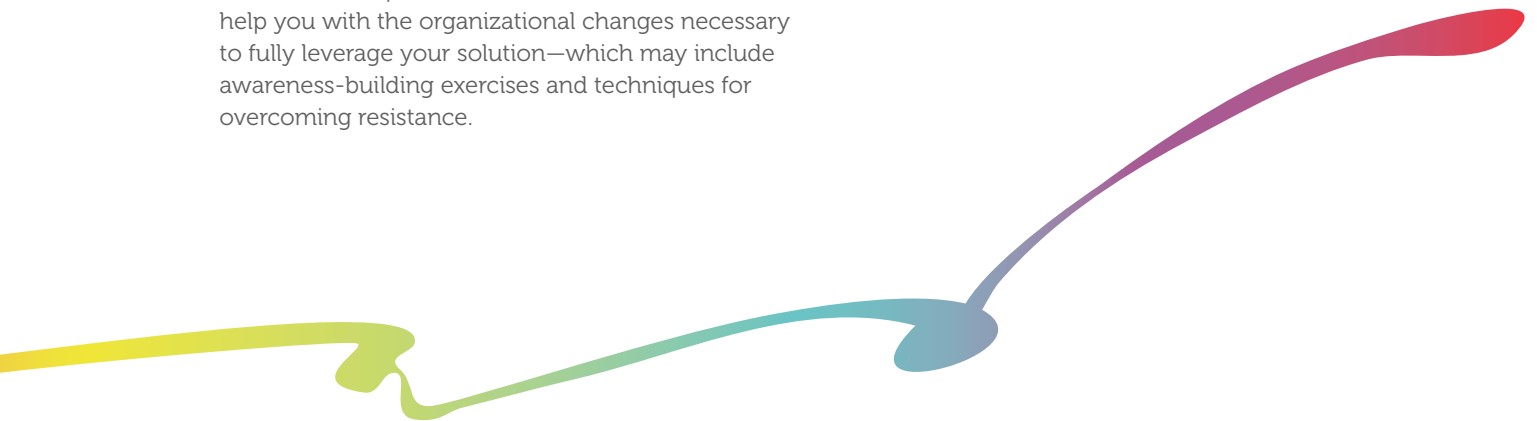 help you with the organizational changes necessary
to fully leverage your solution—which may include
awareness-building exercises and techniques for
overcoming resistance.